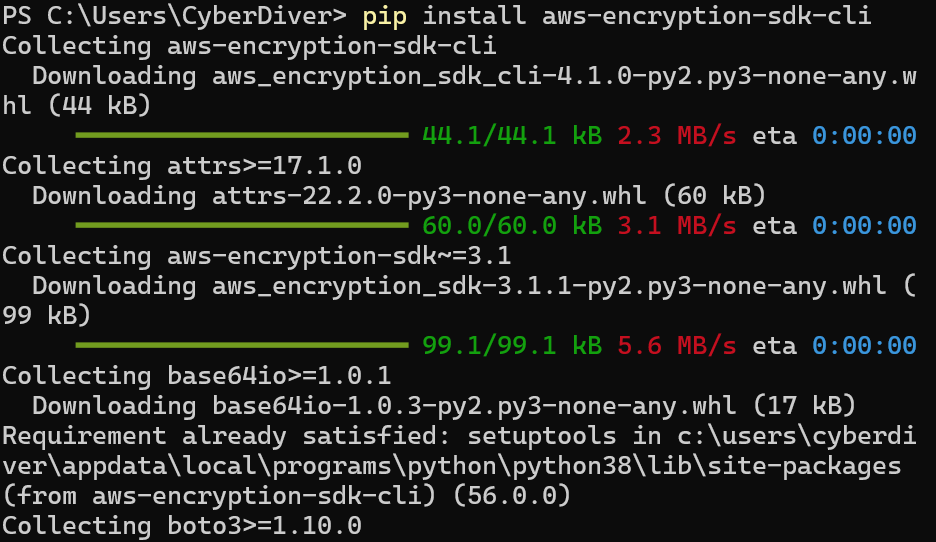 PS C:\Users\CyberDiver> pip install aws-encryption-sdk-cli
Collecting aws-encryption-sdk-cli
  Downloading aws_encryption_sdk_cli-4.1.0-py2.py3-none-any.w
hl (44 kB)
44.1/44.1 kB 2.3 MB/s eta 0:00:00
Collecting attrs>=17.1.0
  Downloading attrs-22.2.0-py3-none-any.whl (60 kB)
60.0/60.0 kB 3.1 MB/s eta 0:00:00
Collecting aws-encryption-sdk~=3.1
  Downloading aws_encryption_sdk-3.1.1-py2.py3-none-any.whl (
99 kB)
99.1/99.1 kB 5.6 MB/s eta 0:00:00
Collecting base64io>=1.0.1
  Downloading base64io-1.0.3-py2.py3-none-any.whl (17 kB)
Requirement already satisfied: setuptools in c:\users\cyberdi
ver\appdata\local\programs\python\python38\lib\site-packages
(from aws-encryption-sdk-cli) (56.0.0)
Collecting boto3>=1.10.0